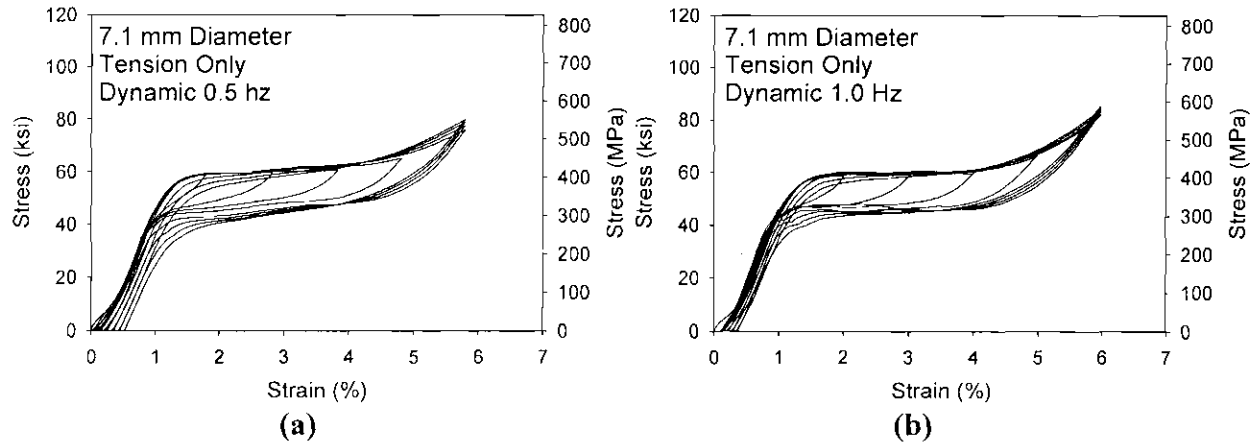 7.1 mm Diameter
Tension Only
Dynamic 0.5 hz
120
100
80
60
40
20
0
Stress (ksi)
800
700
600
500
400
300
200
100
0
Stress (MPa)
0 1 2 3 4 5 6 7
Strain (%)
(a)
7.1 mm Diameter
Tension Only
Dynamic 1.0 Hz
120
100
80
60
40
20
0
Stress (ksi)
800
700
600
500
400
300
200
100
0
Stress (MPa)
0 1 2 3 4 5 6 7
Strain (%)
(b)